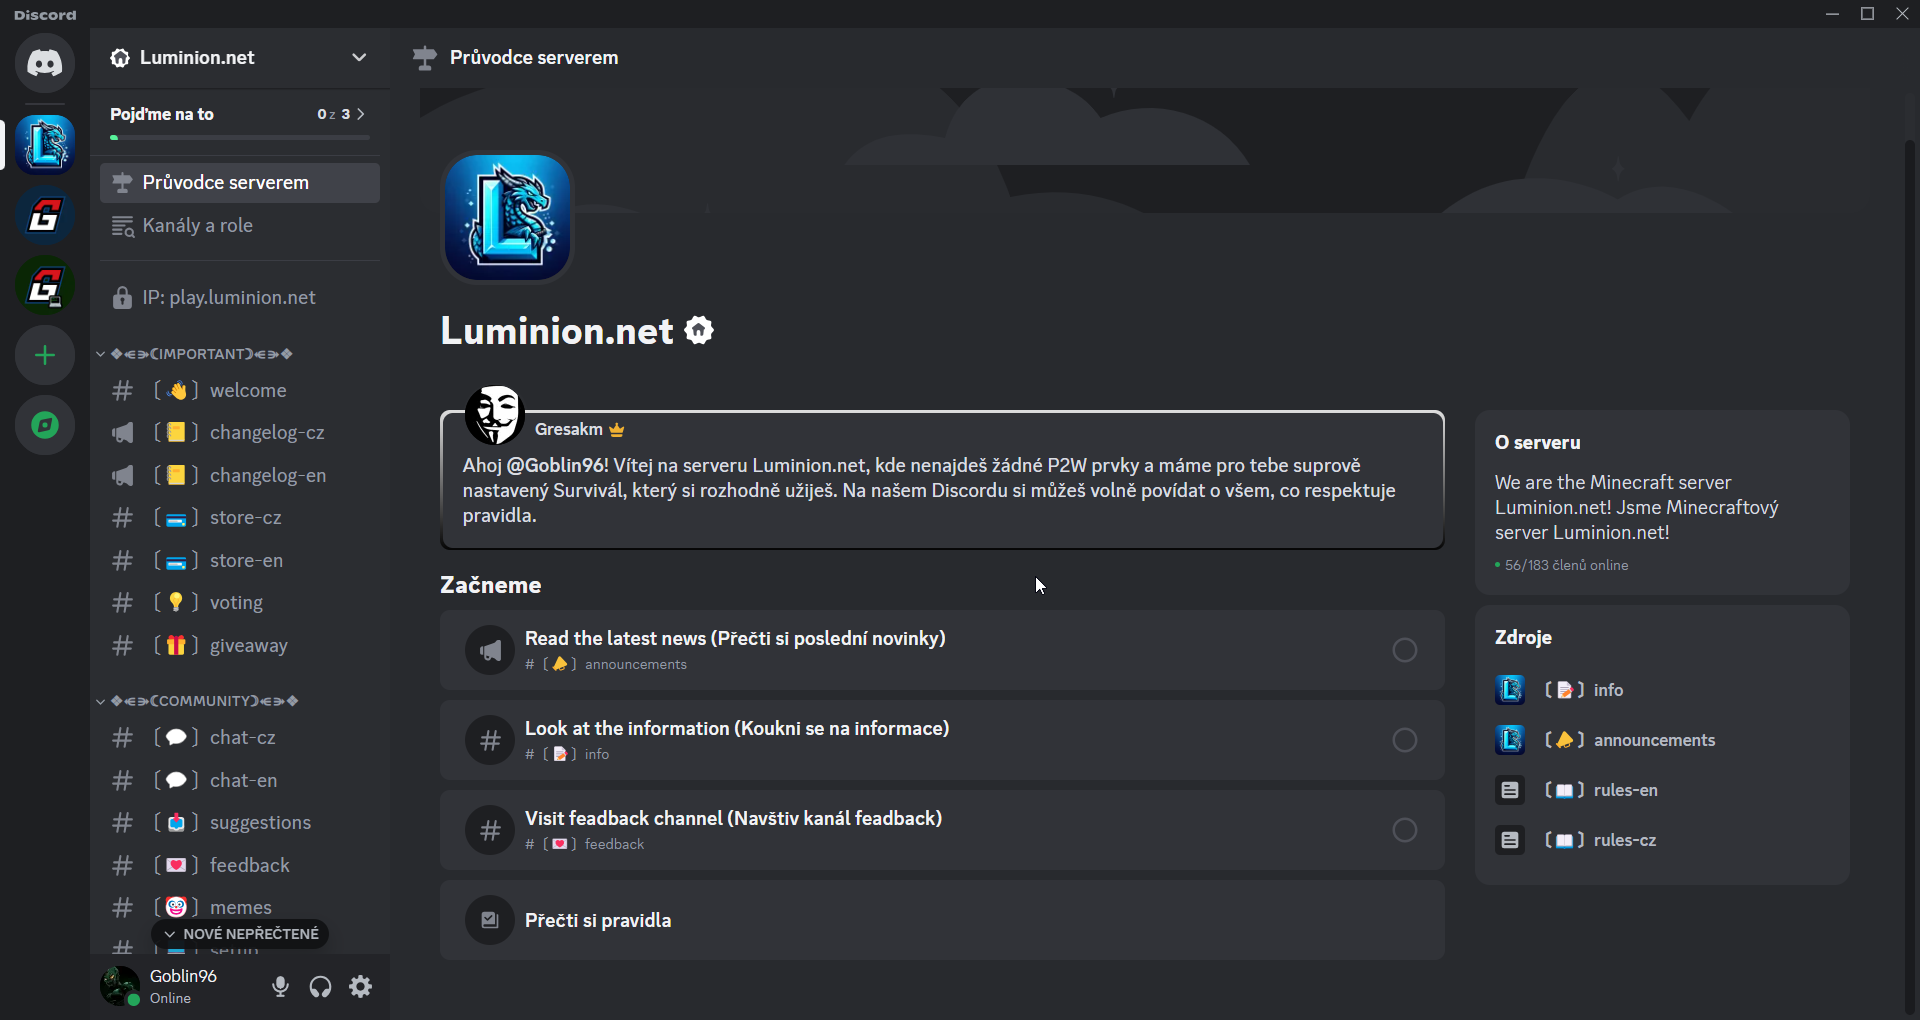 Discord
Luminion.net
Pojďme na to
0 z 3
Průvodce serverem
Kanály a role
IP: play.luminion.net
❖⋲⋺☾IMPORTANT☽⋲⋺❖
〔👋〕welcome
〔📒〕changelog-cz
〔📒〕changelog-en
〔💳〕store-cz
〔💳〕store-en
〔💡〕voting
〔🎁〕giveaway
❖⋲⋺☾COMMUNITY☽⋲⋺❖
〔💬〕chat-cz
〔💬〕chat-en
〔📥〕suggestions
〔💌〕feedback
〔🤡〕memes
NOVÉ NEPŘEČTENÉ
Goblin96
Online
Průvodce serverem
Luminion.net
Gresakm
Ahoj @Goblin96! Vítej na serveru Luminion.net, kde nenajdeš žádné P2W prvky a máme pro tebe suprově
nastavený Survivál, který si rozhodně užiješ. Na našem Discordu si můžeš volně povídat o všem, co respektuje
pravidla.
Začneme
Read the latest news (Přečti si poslední novinky)
# 〔📣〕announcements
Look at the information (Koukni se na informace)
# 〔📝〕info
Visit feadback channel (Navštiv kanál feadback)
# 〔💌〕feedback
Přečti si pravidla
O serveru
We are the Minecraft server
Luminion.net! Jsme Minecraftový
server Luminion.net!
56/183 členů online
Zdroje
〔📝〕info
〔📣〕announcements
〔📖〕rules-en
〔📖〕rules-cz